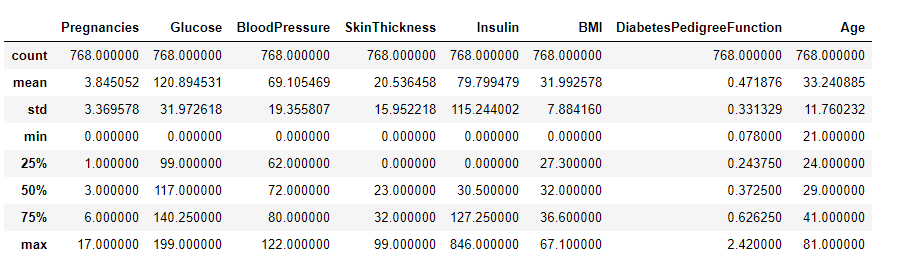 Pregnancies Glucose BloodPressure SkinThickness Insulin BMI DiabetesPedigreeFunction Age
count 768.000000 768.000000 768.000000 768.000000 768.000000 768.000000 768.000000 768.000000
mean 3.845052 120.894531 69.105469 20.536458 79.799479 31.992578 0.471876 33.240885
std 3.369578 31.972618 19.355807 15.952218 115.244002 7.884160 0.331329 11.760232
min 0.000000 0.000000 0.000000 0.000000 0.000000 0.000000 0.078000 21.000000
25% 1.000000 99.000000 62.000000 0.000000 0.000000 27.300000 0.243750 24.000000
50% 3.000000 117.000000 72.000000 23.000000 30.500000 32.000000 0.372500 29.000000
75% 6.000000 140.250000 80.000000 32.000000 127.250000 36.600000 0.626250 41.000000
max 17.000000 199.000000 122.000000 99.000000 846.000000 67.100000 2.420000 81.000000